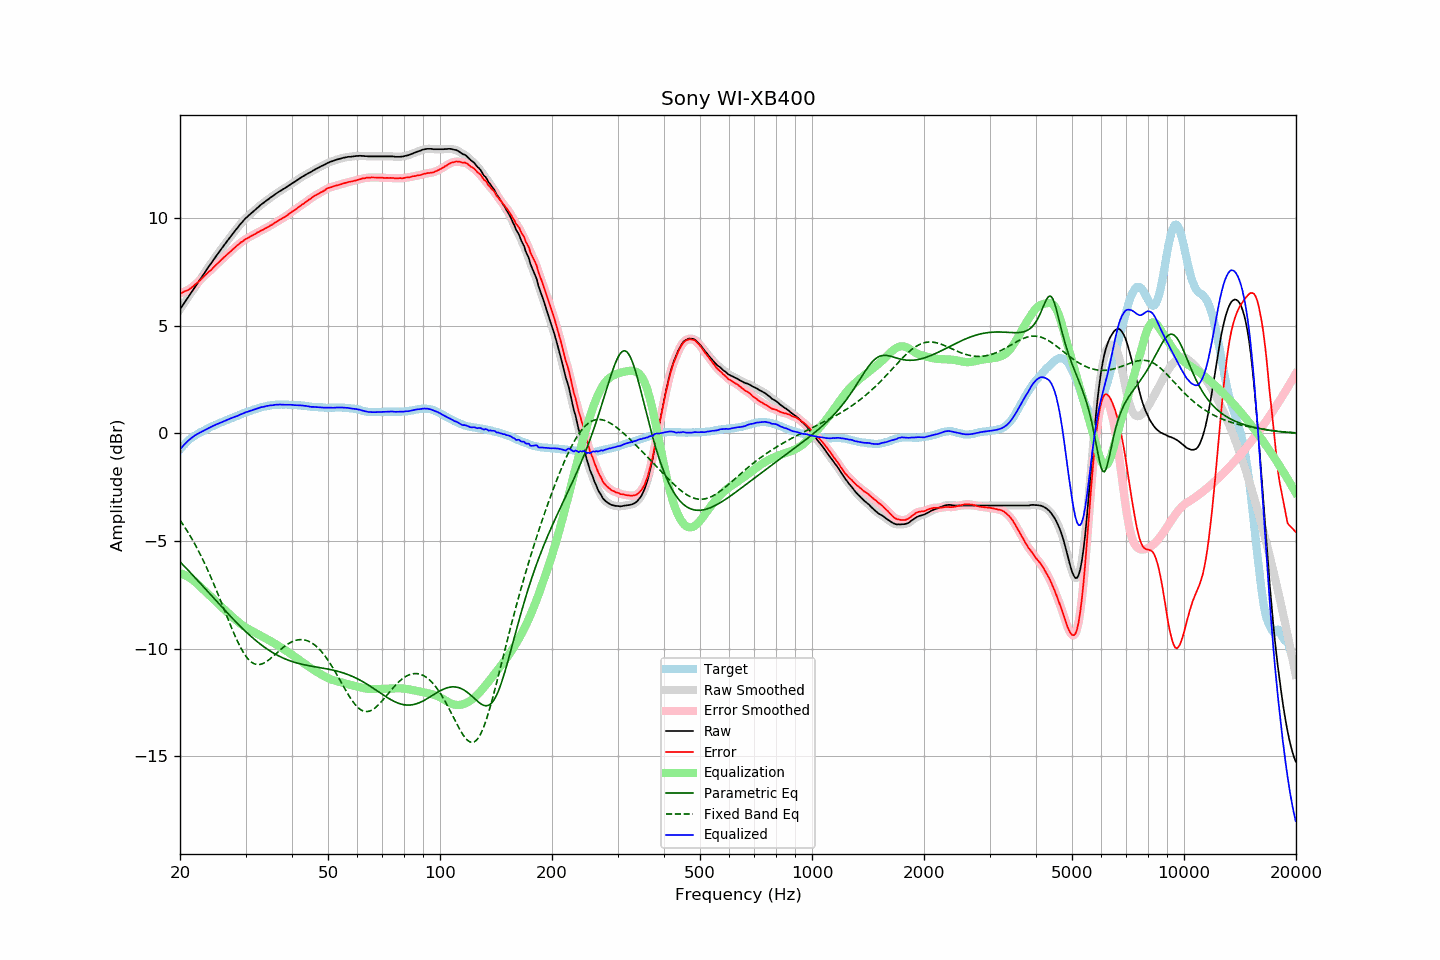 Sony WI-XB400
Amplitude (dBr)
10
5
0
−5
−10
−15
Target
Raw Smoothed
Error Smoothed
Raw
Error
Equalization
Parametric Eq
Fixed Band Eq
Equalized
20 50 100 200 500 1000 2000 5000 10000 20000
Frequency (Hz)